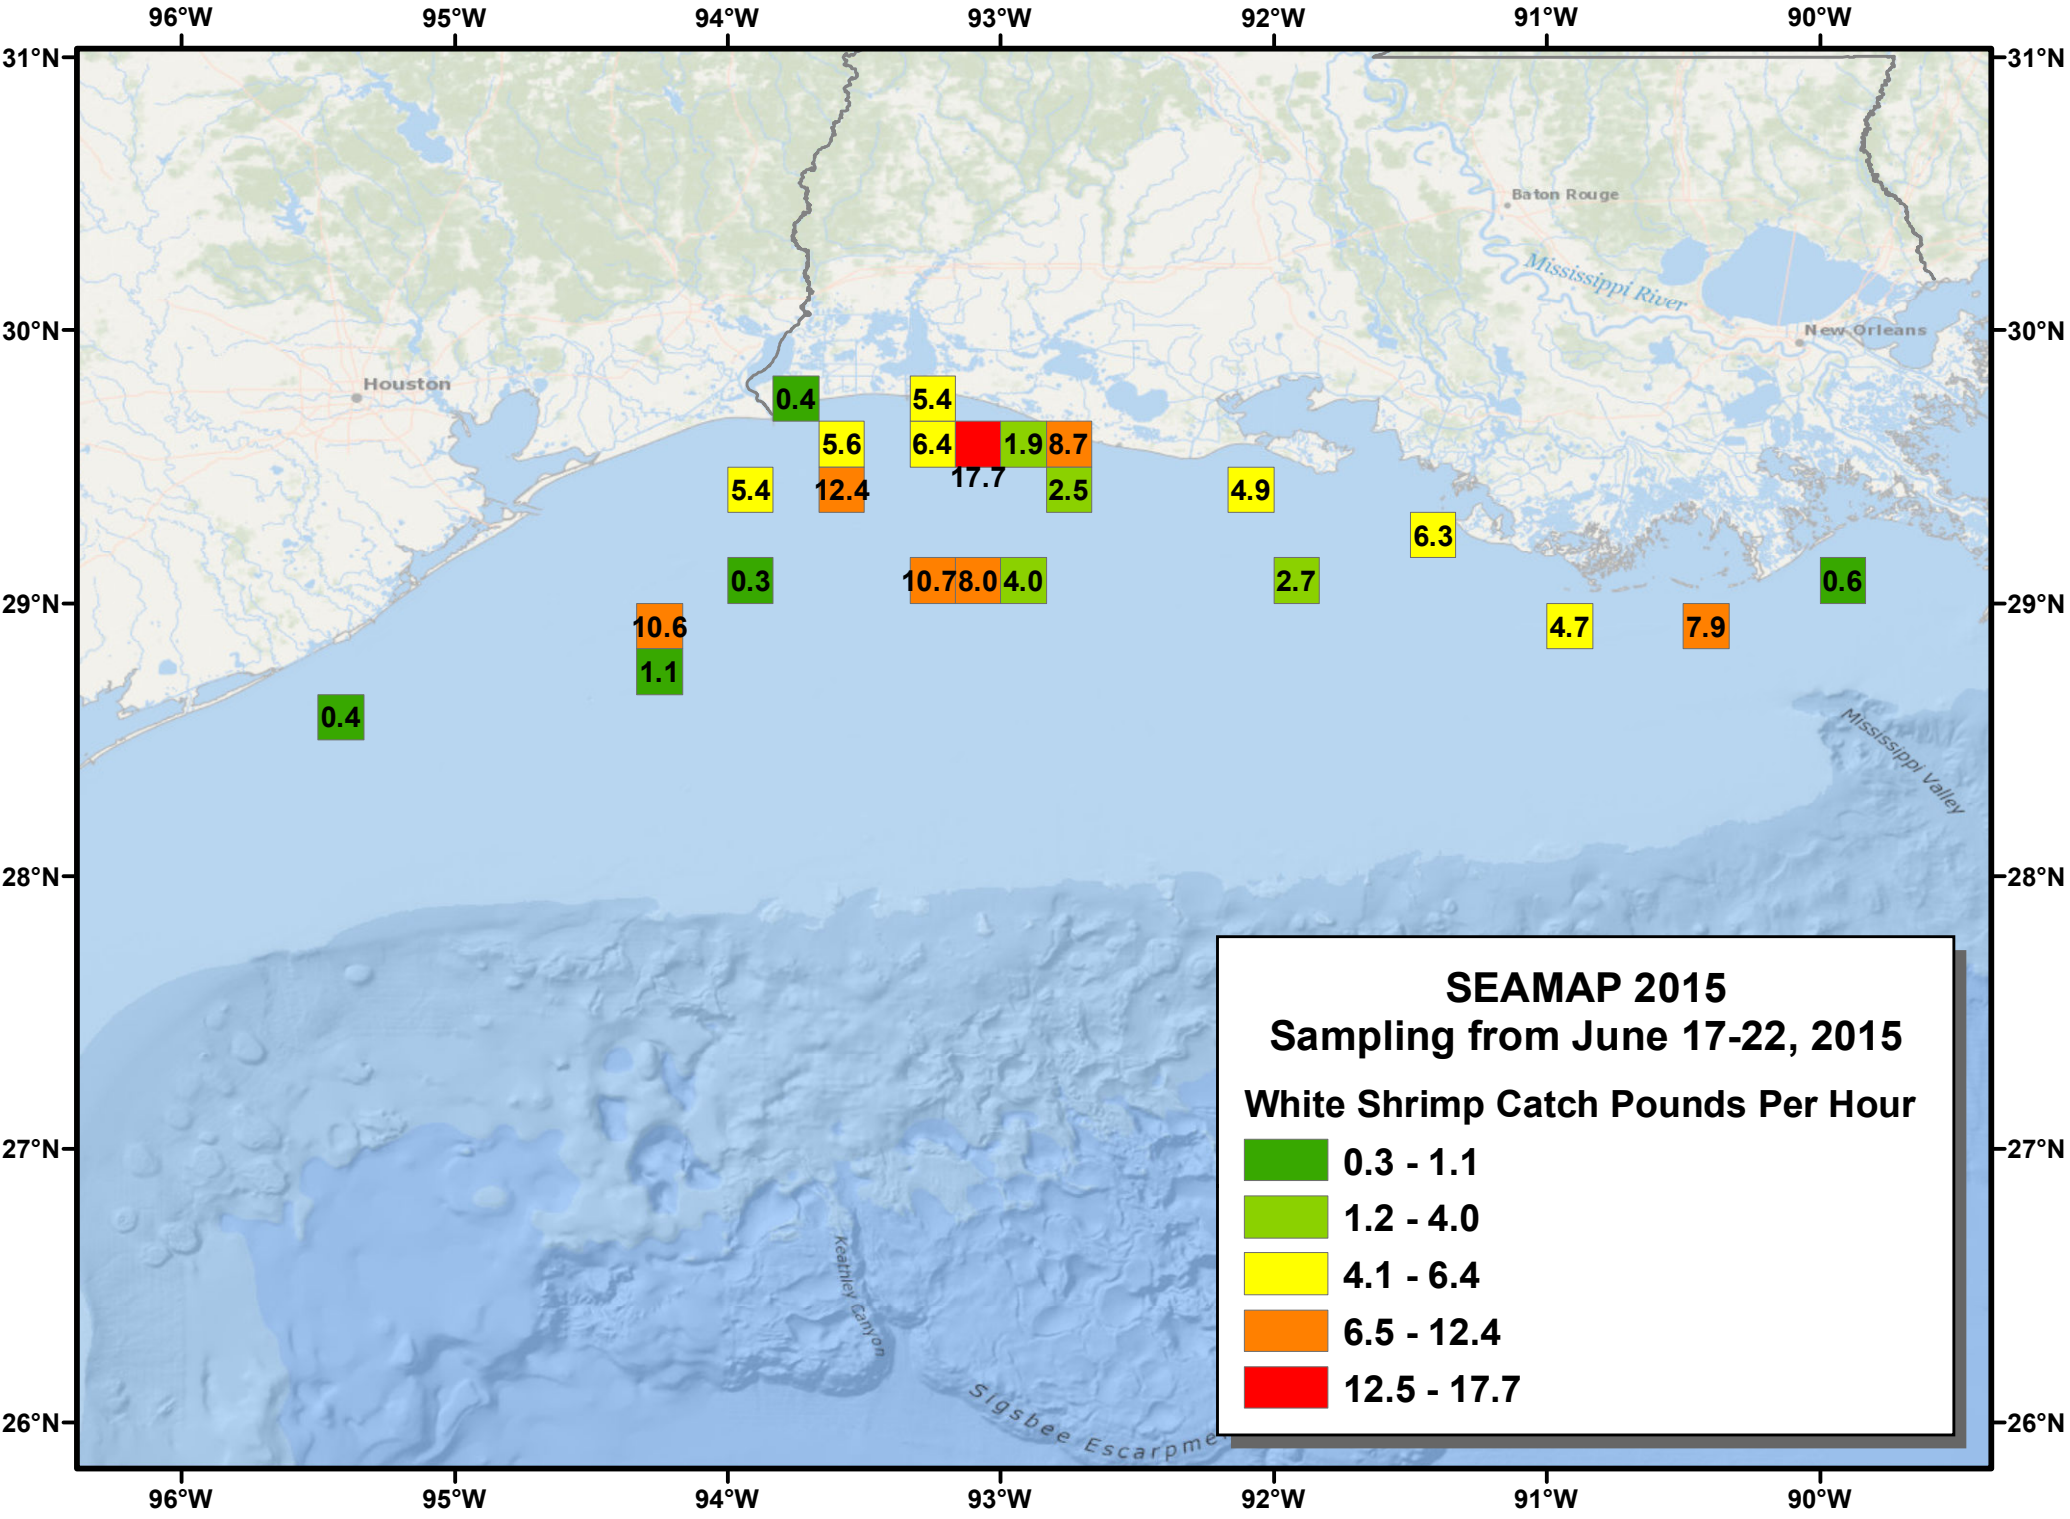 96°W 95°W 94°W 93°W 92°W 91°W 90°W
31°N 31°N
Baton Rouge
Mississippi River
30°N New Orleans 30°N
Houston
0.4 5.4
5.6 6.4 1.9 8.7
17.7
5.4 12.4 2.5 4.9
6.3
0.3 10.7 8.0 4.0 2.7 0.6
29°N 29°N
10.6 4.7 7.9
1.1
0.4
Mississippi Valley
28°N 28°N
SEAMAP 2015
Sampling from June 17-22, 2015
White Shrimp Catch Pounds Per Hour
27°N 27°N
0.3 - 1.1
1.2 - 4.0
4.1 - 6.4
Keathley Canyon
6.5 - 12.4
12.5 - 17.7
Sigsbee Escarpme
26°N 26°N
96°W 95°W 94°W 93°W 92°W 91°W 90°W